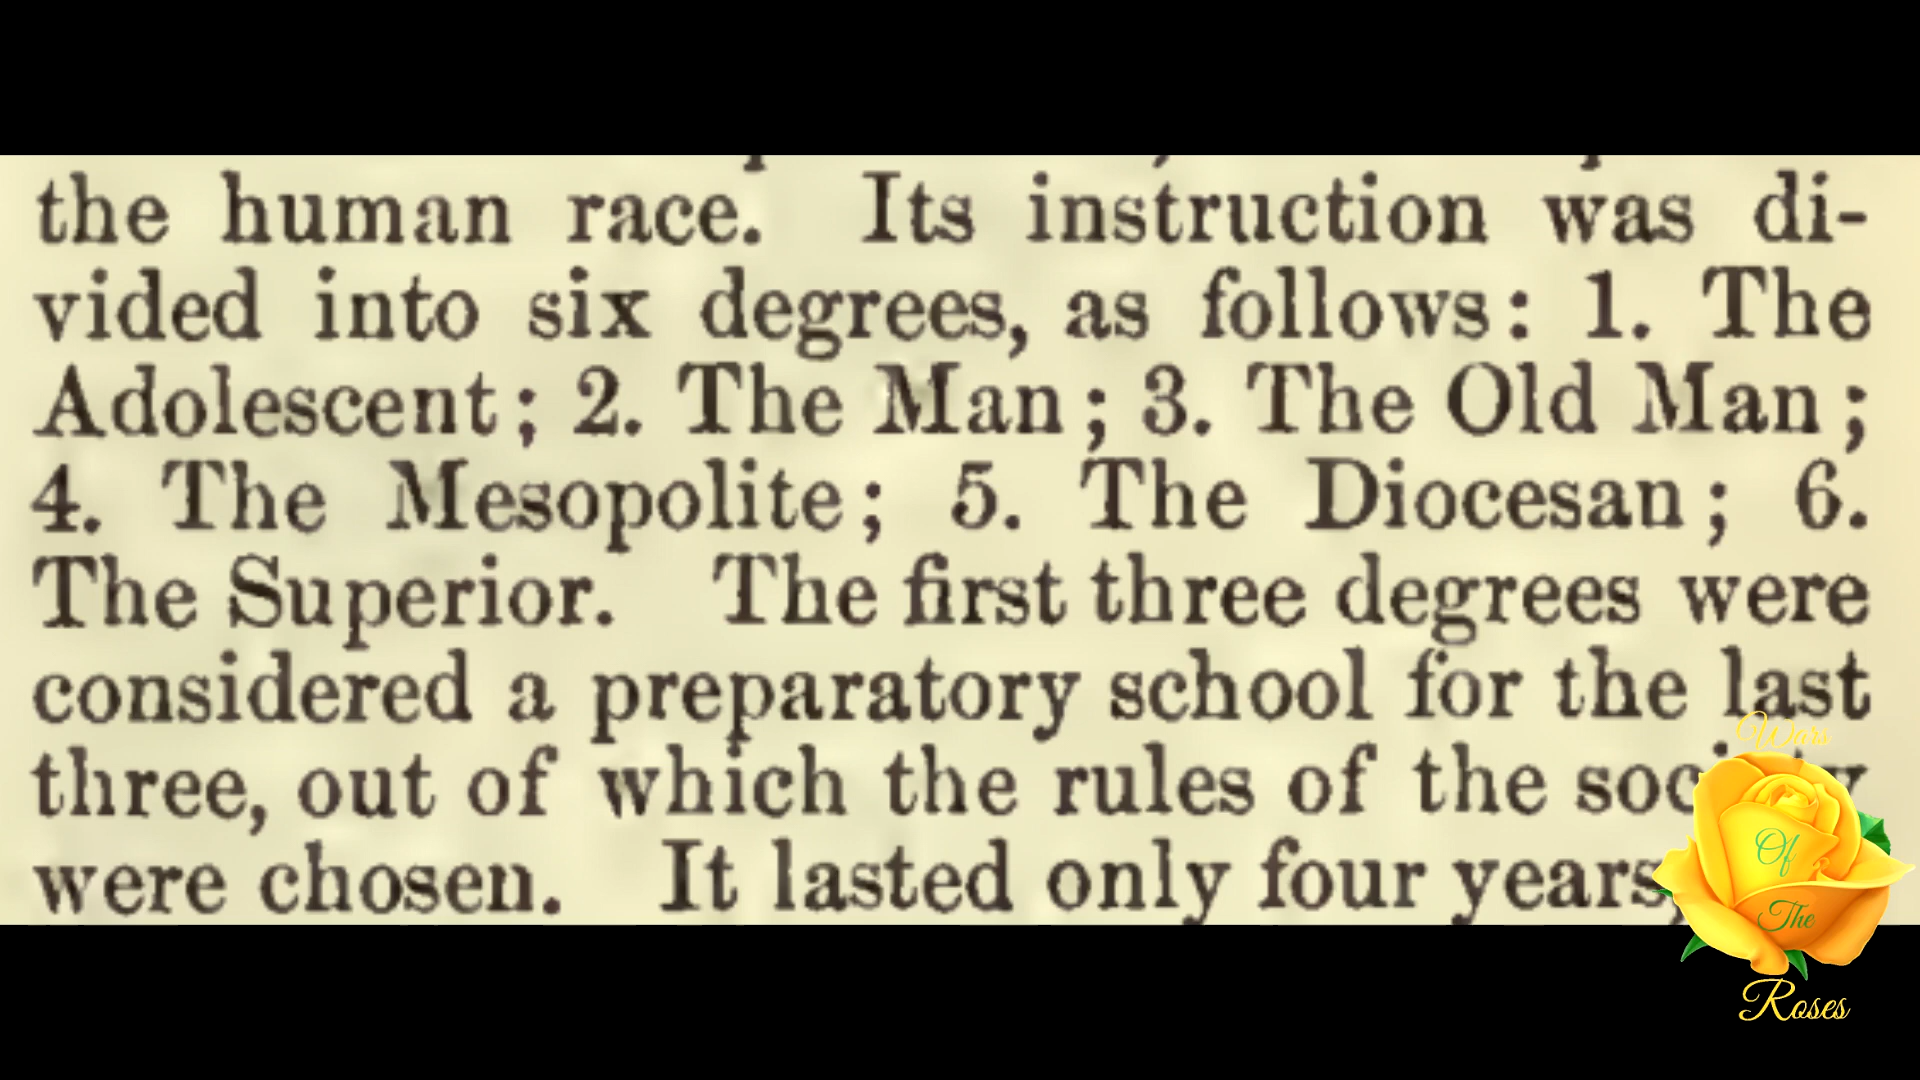 the human race. Its instruction was di-
vided into six degrees, as follows: 1. The
Adolescent; 2. The Man; 3. The Old Man;
4. The Mesopolite; 5. The Diocesan; 6.
The Superior. The first three degrees were
considered a preparatory school for the last
three, out of which the rules of the
were chosen. It lasted only four years,
Wars
Of
The
Roses